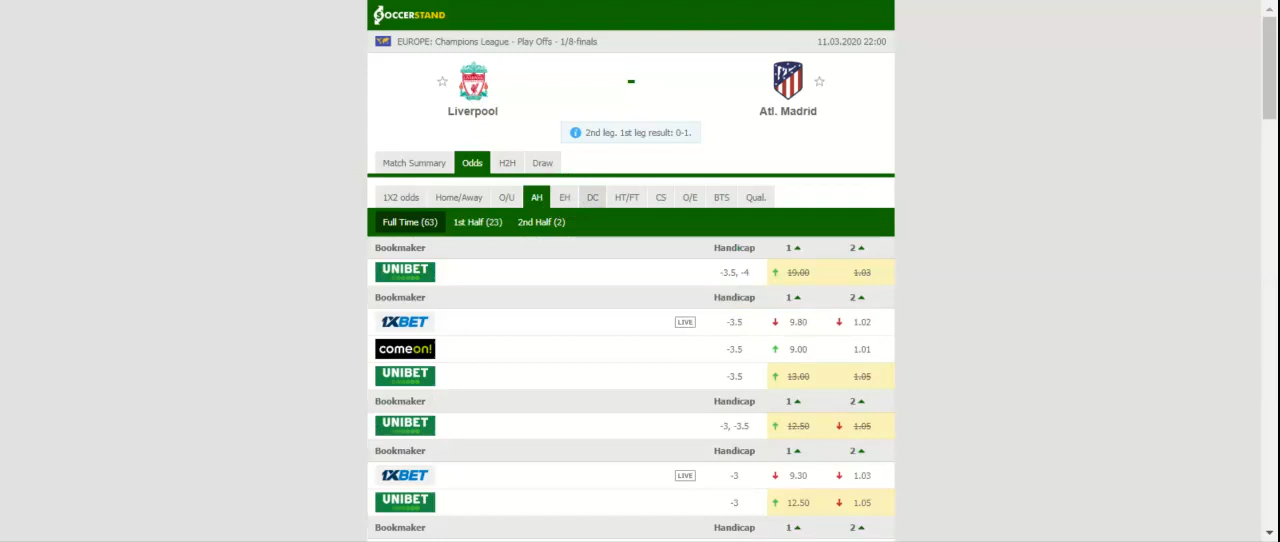 SOCCERSTAND
EUROPE: Champions League - Play Offs - 1/8-finals 11.03.2020 22:00
-
Liverpool Atl. Madrid
2nd leg. 1st leg result: 0-1.
Match Summary Odds H2H Draw
1X2 odds Home/Away O/U AH EH DC HT/FT CS O/E BTS Qual.
Full Time (63) 1st Half (23) 2nd Half (2)
Bookmaker Handicap 1 2
UNIBET -3.5, -4 19.00 1.03
Bookmaker Handicap 1 2
1XBET LIVE -3.5 9.80 1.02
comeon! -3.5 9.00 1.01
UNIBET -3.5 13.00 1.05
Bookmaker Handicap 1 2
UNIBET -3, -3.5 12.50 1.05
Bookmaker Handicap 1 2
1XBET LIVE -3 9.30 1.03
UNIBET -3 12.50 1.05
Bookmaker Handicap 1 2